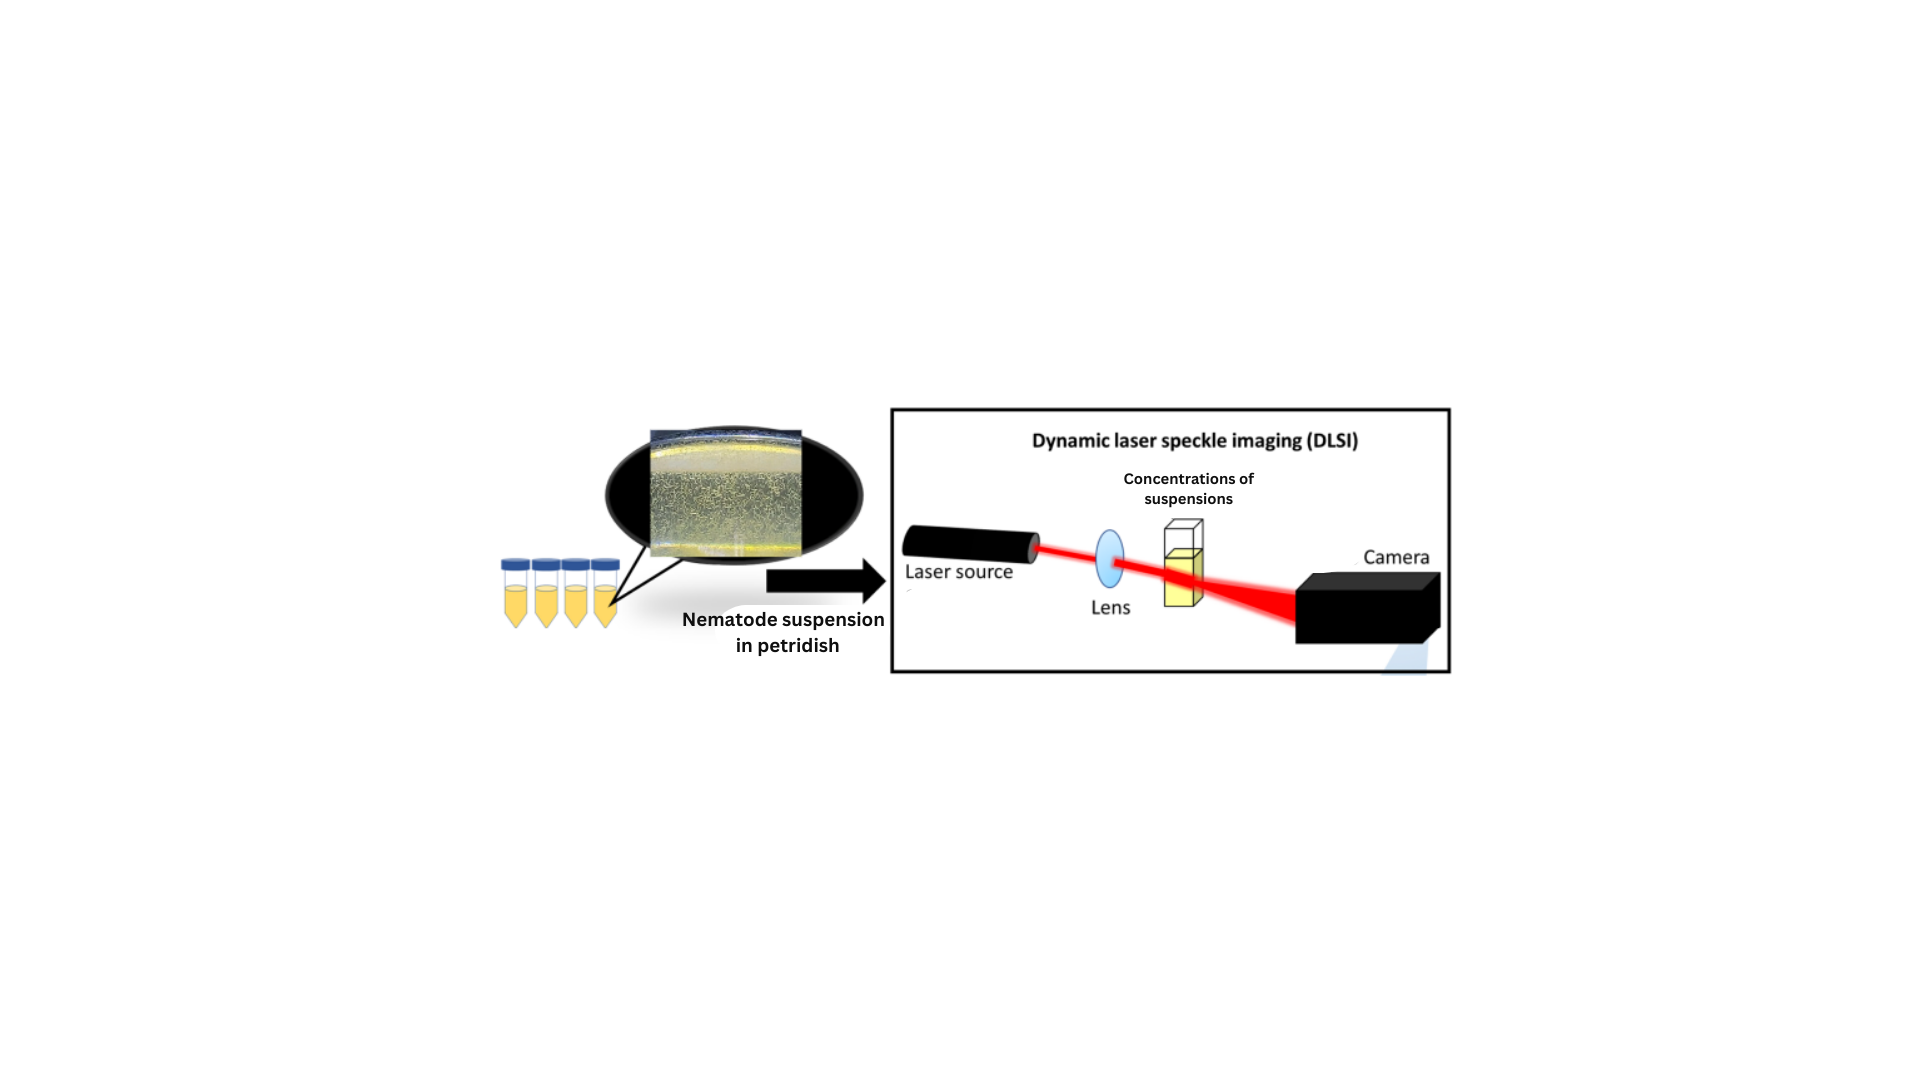 Dynamic laser speckle imaging (DLSI)
Concentrations of
suspensions
Camera
Laser source
Lens
Nematode suspension
in petridish